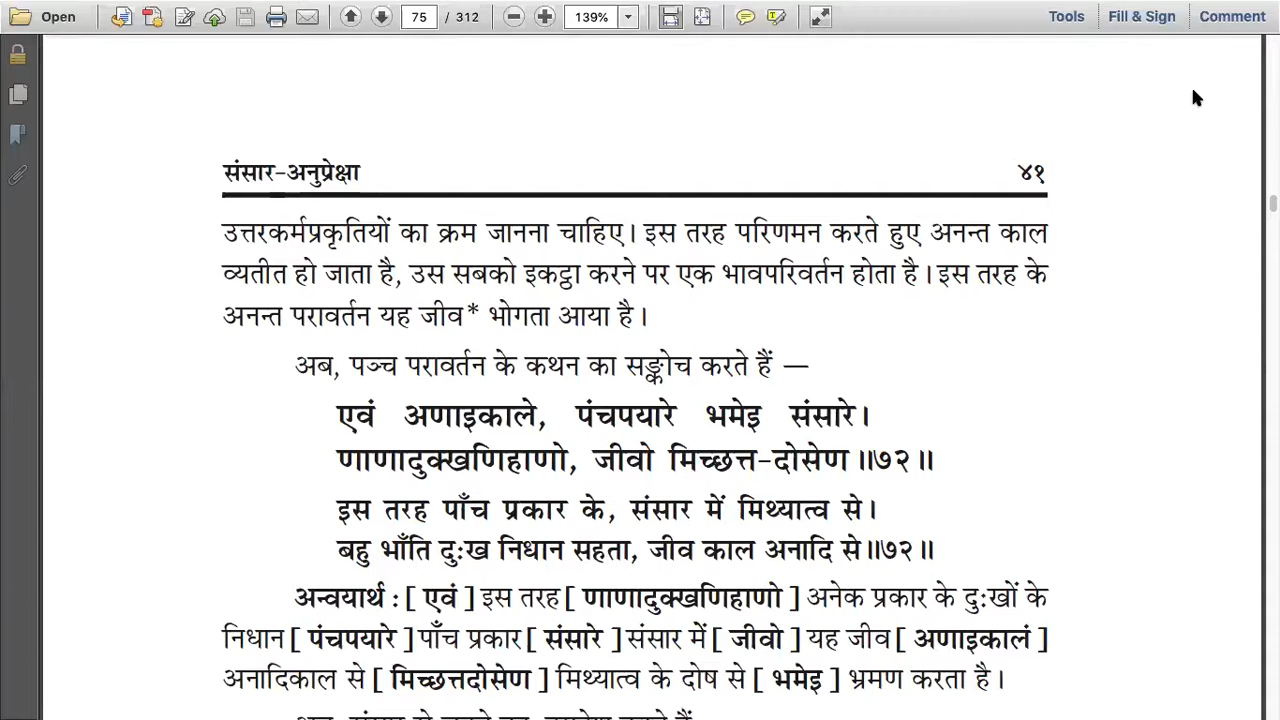 Open 75 / 312 139% Tools Fill & Sign Comment
संसार-अनुप्रेक्षा ४१
उत्तरकर्मप्रकृतियों का क्रम जानना चाहिए। इस तरह परिणमन करते हुए अनन्त काल
व्यतीत हो जाता है, उस सबको इकट्ठा करने पर एक भावपरिवर्तन होता है। इस तरह के
अनन्त परावर्तन यह जीव* भोगता आया है।
अब, पञ्च परावर्तन के कथन का सङ्कोच करते हैं —
एवं अणाइकाले, पंचपयारे भमेइ संसारे।
णाणादुक्खणिहाणो, जीवो मिच्छत्त-दोसेण॥७२॥
इस तरह पाँच प्रकार के, संसार में मिथ्यात्व से।
बहु भाँति दुःख निधान सहता, जीव काल अनादि से॥७२॥
अन्वयार्थ : [ एवं ] इस तरह [ णाणादुक्खणिहाणो ] अनेक प्रकार के दुःखों के
निधान [ पंचपयारे ] पाँच प्रकार [ संसारे ] संसार में [ जीवो ] यह जीव [ अणाइकालं ]
अनादिकाल से [ मिच्छत्तदोसेण ] मिथ्यात्व के दोष से [ भमेइ ] भ्रमण करता है।